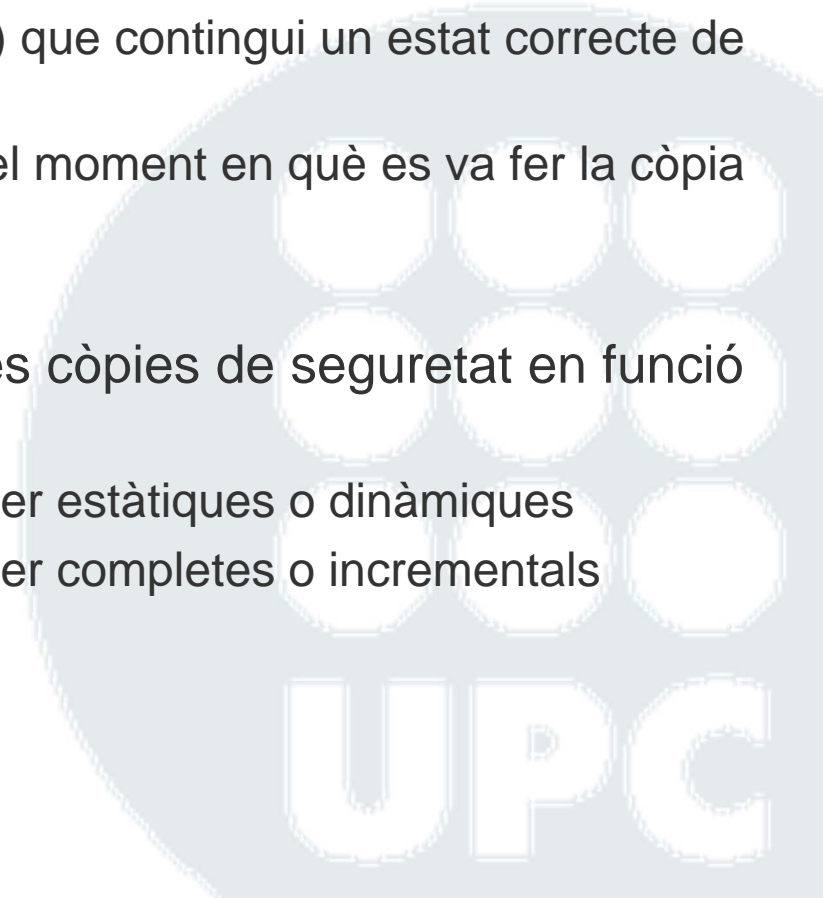 ) que contingui un estat correcte de
el moment en què es va fer la còpia
es còpies de seguretat en funció
er estàtiques o dinàmiques
er completes o incrementals
UPC